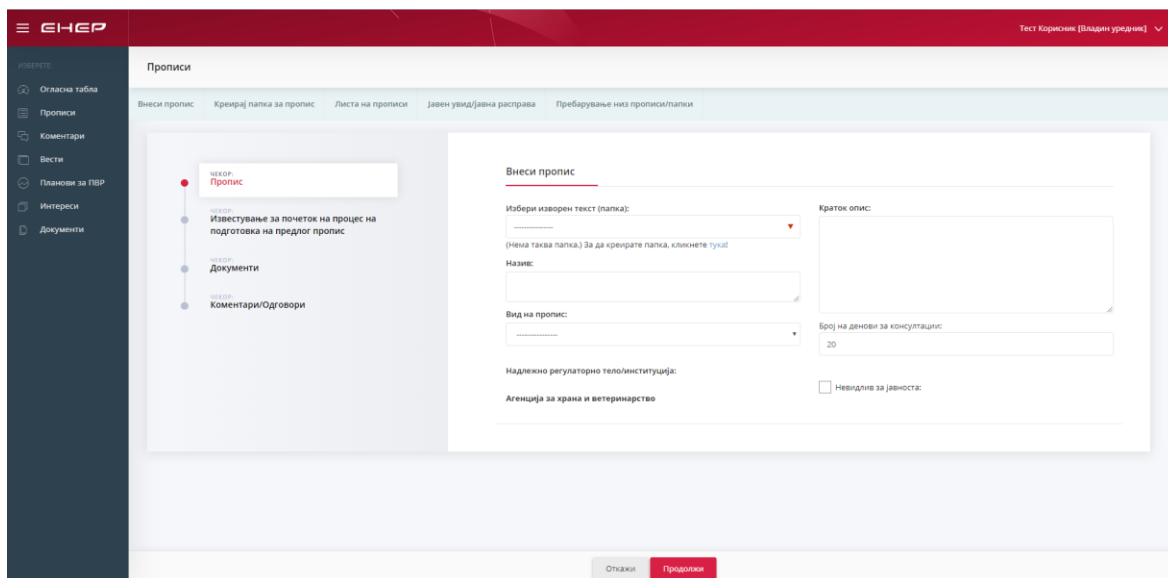 ЕНЕР
Тест Корисник [Владин уредник]
ИЗБЕРЕТЕ:
Огласна табла
Прописи
Коментари
Вести
Планови за ПВР
Интереси
Документи
Прописи
Внеси пропис Креирај папка за пропис Листа на прописи Јавен увид/јавна расправа Пребарување низ прописи/папки
ЧЕКОР:
Пропис
ЧЕКОР:
Известување за почеток на процес на
подготовка на предлог пропис
ЧЕКОР:
Документи
ЧЕКОР:
Коментари/Одговори
Внеси пропис
Избери изворен текст (папка):
---------------
(Нема таква папка.) За да креирате папка, кликнете тука!
Назив:
Вид на пропис:
---------------
Надлежно регулаторно тело/институција:
Агенција за храна и ветеринарство
Краток опис:
Број на денови за консултации:
20
Невидлив за јавноста:
Откажи Продолжи